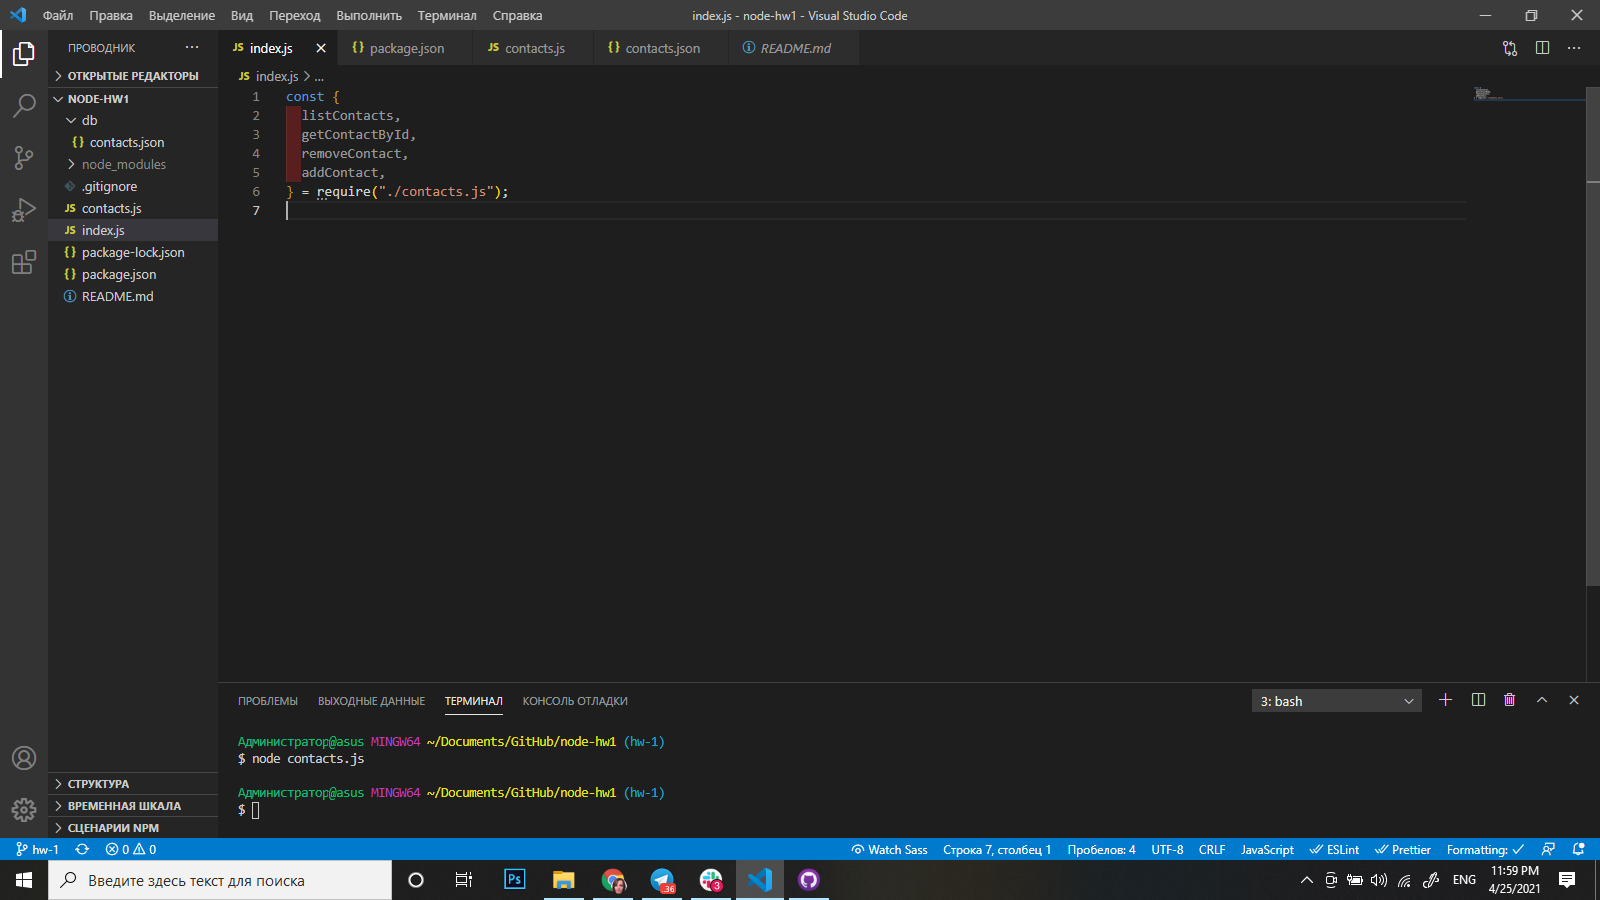 Файл Правка Выделение Вид Переход Выполнить Терминал Справка
index.js - node-hw1 - Visual Studio Code
ПРОВОДНИК
ОТКРЫТЫЕ РЕДАКТОРЫ
NODE-HW1
db
contacts.json
node_modules
.gitignore
JS contacts.js
JS index.js
{} package-lock.json
{} package.json
README.md
СТРУКТУРА
ВРЕМЕННАЯ ШКАЛА
СЦЕНАРИИ NPM
JS index.js {} package.json JS contacts.js {} contacts.json README.md
JS index.js > ...
1 const {
2 listContacts,
3 getContactById,
4 removeContact,
5 addContact,
6 } = require("./contacts.js");
7
ПРОБЛЕМЫ ВЫХОДНЫЕ ДАННЫЕ ТЕРМИНАЛ КОНСОЛЬ ОТЛАДКИ
3: bash
Администратор@asus MINGW64 ~/Documents/GitHub/node-hw1 (hw-1)
$ node contacts.js
Администратор@asus MINGW64 ~/Documents/GitHub/node-hw1 (hw-1)
$
hw-1 0 0 Watch Sass Строка 7, столбец 1 Пробелов: 4 UTF-8 CRLF JavaScript ESLint Prettier Formatting:
Введите здесь текст для поиска
Ps
36
3
ENG
11:59 PM
4/25/2021